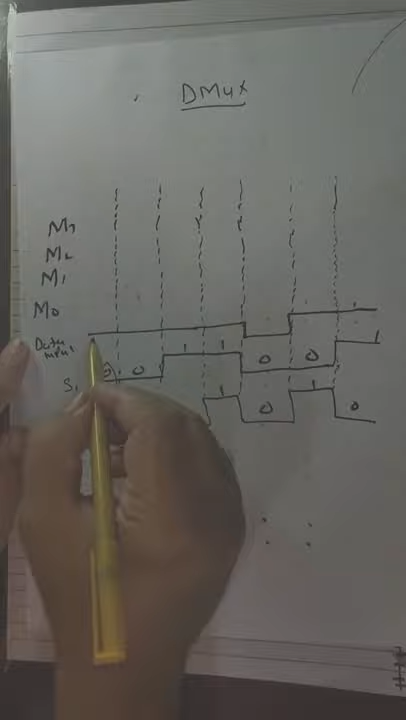 DMux
M3
M2
M1
M0
Data
input
1 1 0 0 1
S1 0 0
1 0 1 0